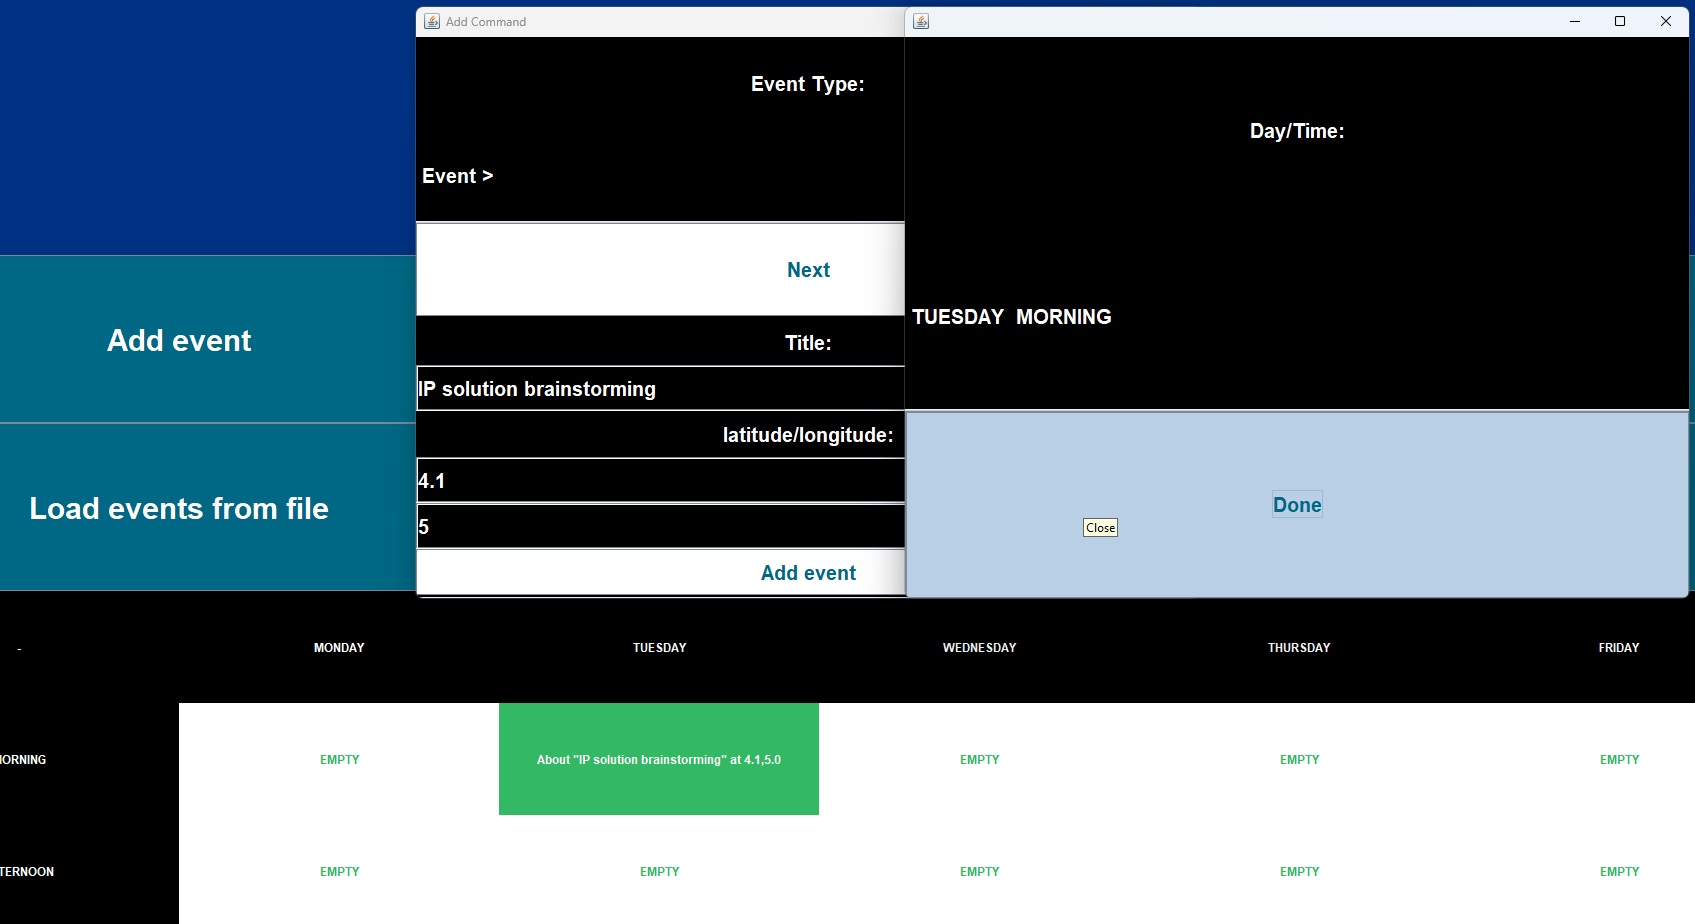 Add Command
Event Type:
Event >
Next
Title:
IP solution brainstorming
latitude/longitude:
4.1
5
Add event
Day/Time:
TUESDAY MORNING
Done
Close
Add event
Load events from file
- MONDAY TUESDAY WEDNESDAY THURSDAY FRIDAY
ORNING EMPTY About "IP solution brainstorming" at 4.1,5.0 EMPTY EMPTY EMPTY
TERNOON EMPTY EMPTY EMPTY EMPTY EMPTY